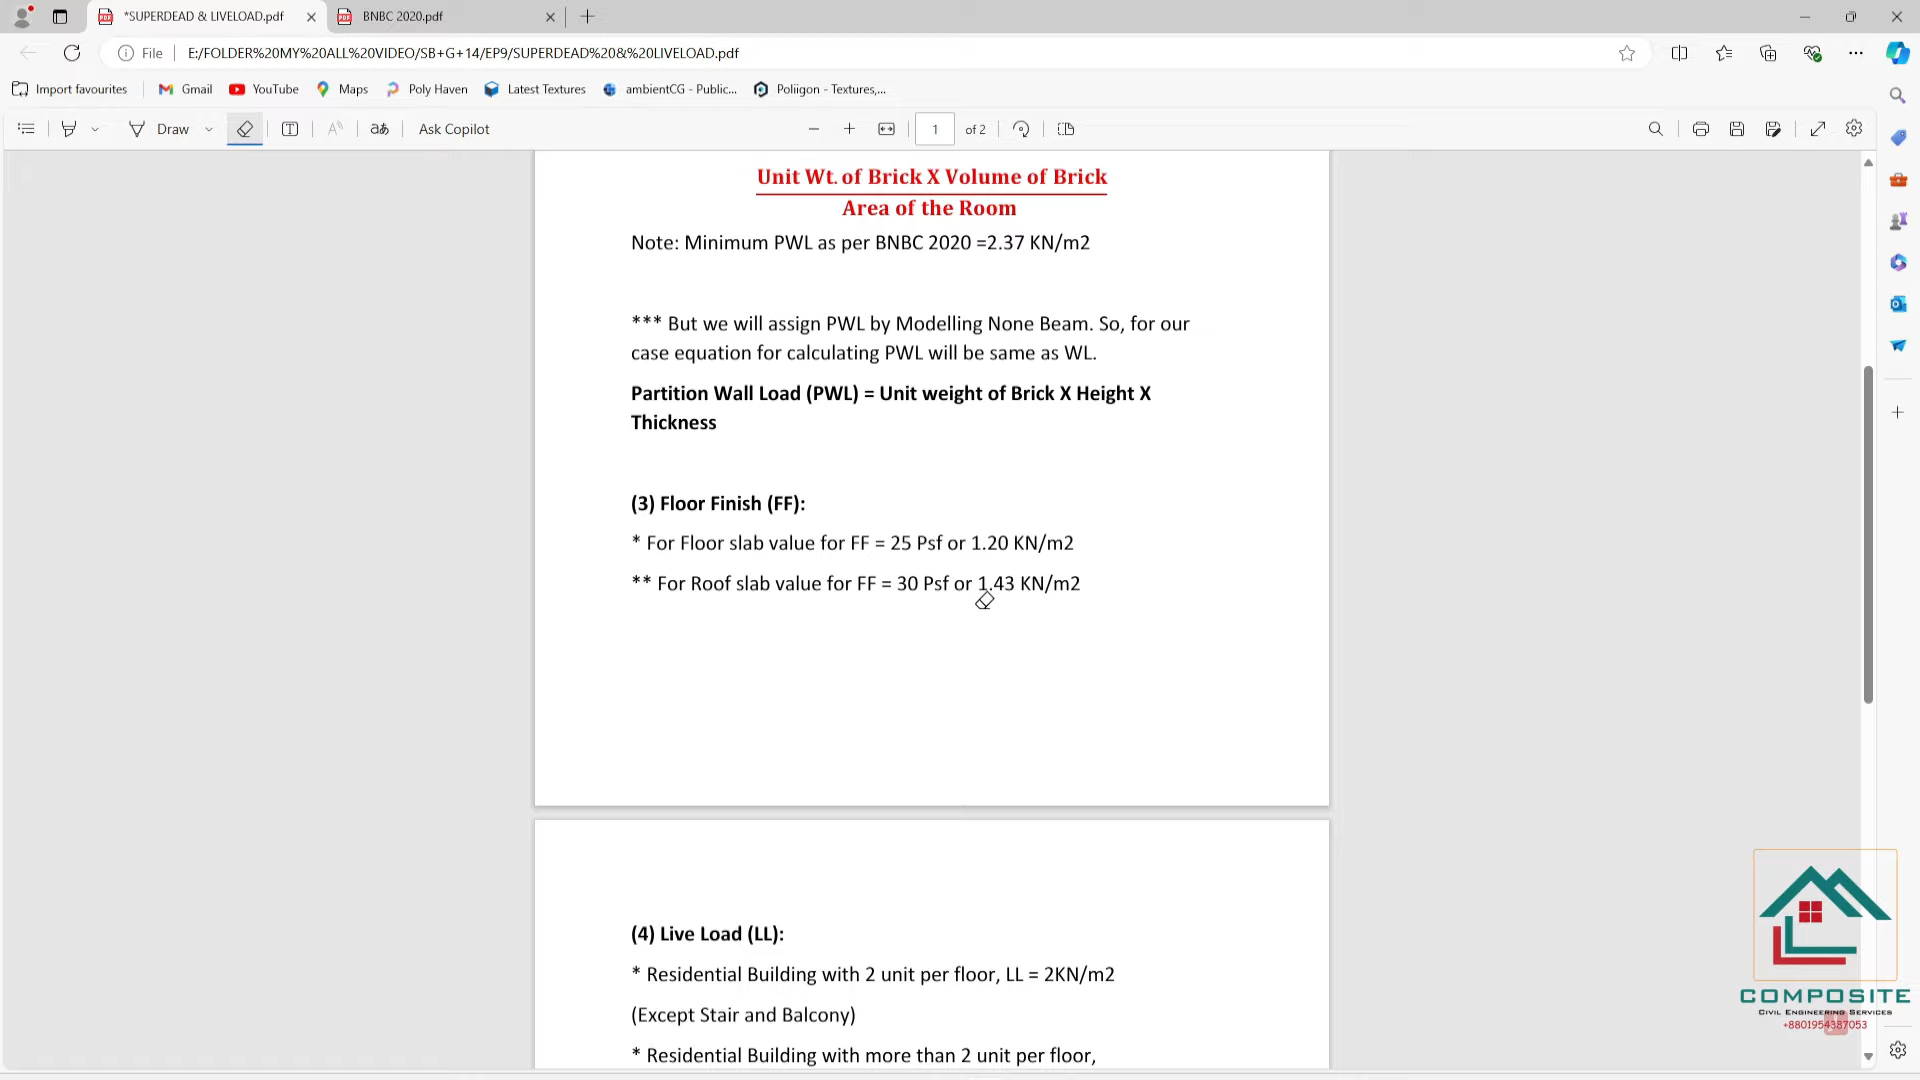 *SUPERDEAD & LIVELOAD.pdf
BNBC 2020.pdf
File
E:/FOLDER%20MY%20ALL%20VIDEO/SB+G+14/EP9/SUPERDEAD%20&%20LIVELOAD.pdf
Import favourites
Gmail
YouTube
Maps
Poly Haven
Latest Textures
ambientCG - Public...
Poliigon - Textures,...
Draw
aあ
Ask Copilot
1
of 2
Unit Wt. of Brick X Volume of Brick
Area of the Room
Note: Minimum PWL as per BNBC 2020 =2.37 KN/m2
*** But we will assign PWL by Modelling None Beam. So, for our
case equation for calculating PWL will be same as WL.
Partition Wall Load (PWL) = Unit weight of Brick X Height X
Thickness
(3) Floor Finish (FF):
* For Floor slab value for FF = 25 Psf or 1.20 KN/m2
** For Roof slab value for FF = 30 Psf or 1.43 KN/m2
(4) Live Load (LL):
* Residential Building with 2 unit per floor, LL = 2KN/m2
(Except Stair and Balcony)
* Residential Building with more than 2 unit per floor,
COMPOSITE
CIVIL ENGINEERING SERVICES
+8801954387053